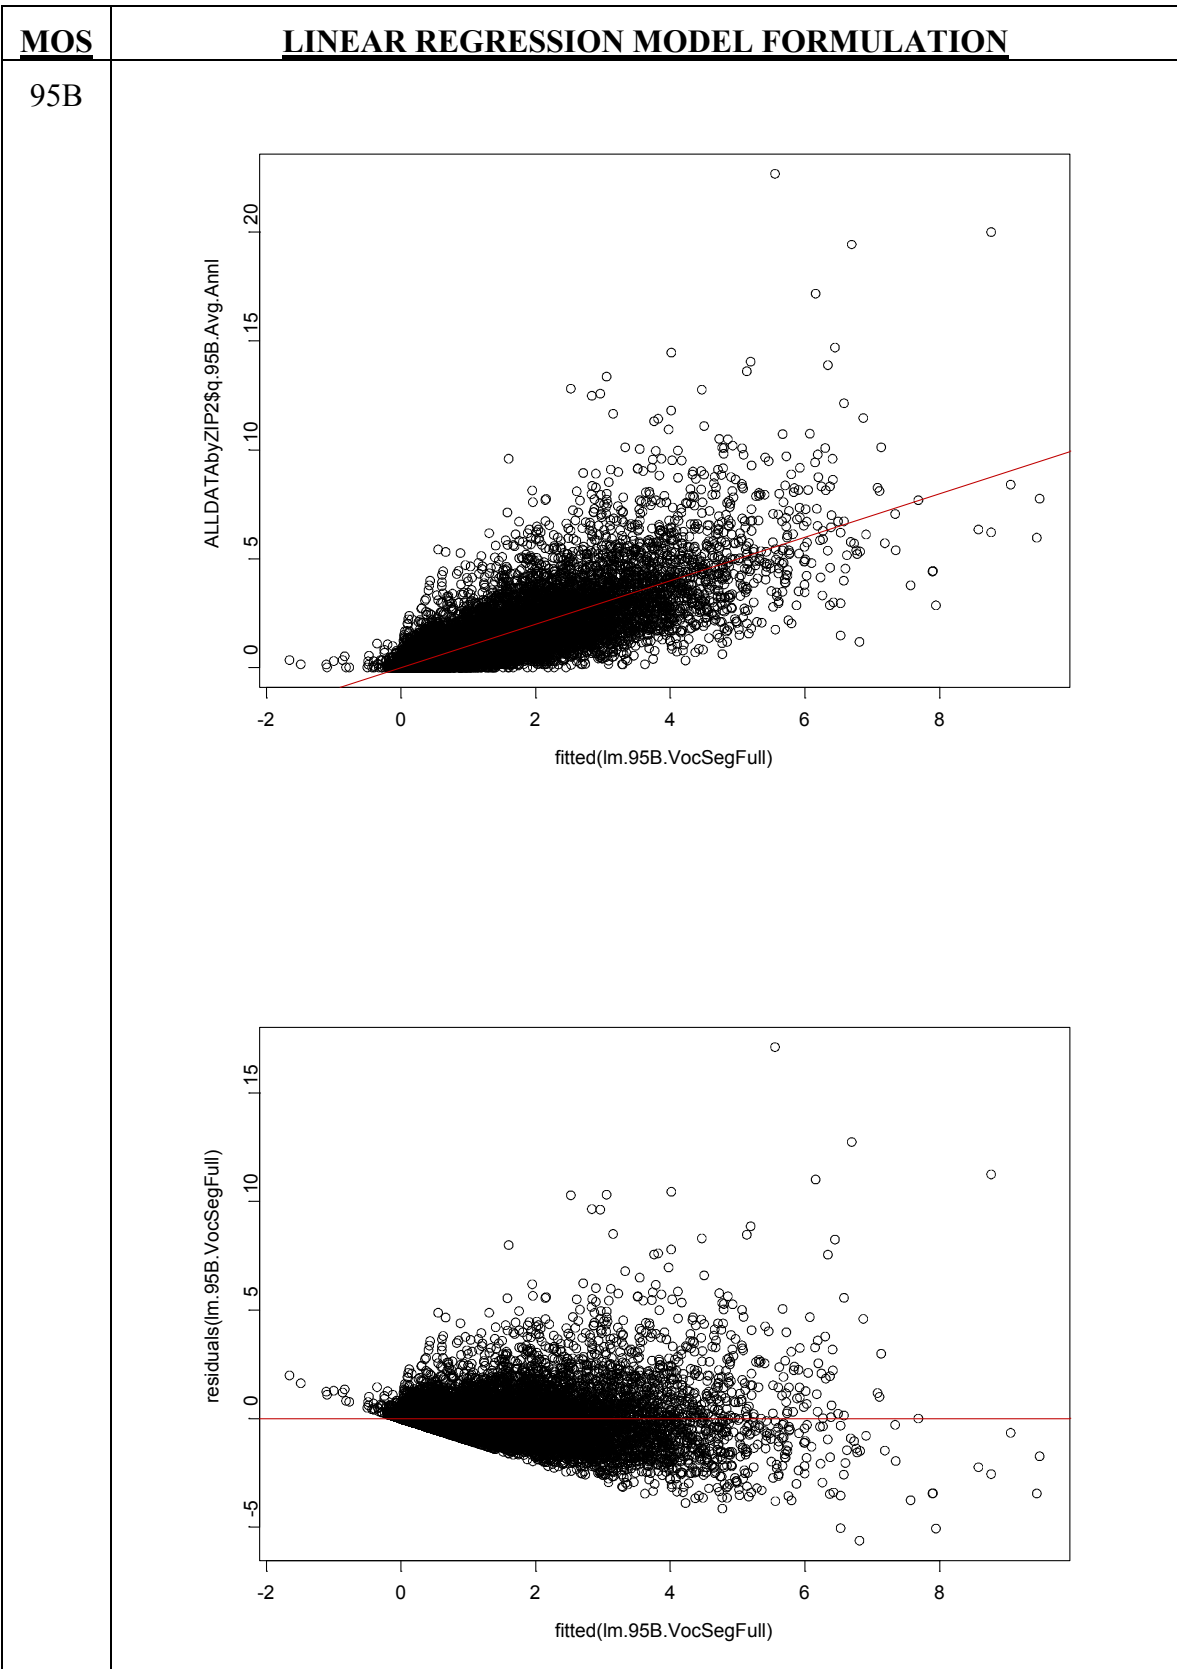 MOS LINEAR REGRESSION MODEL FORMULATION
95B
ALLDATAbyZIP2$q.95B.Avg.Annl
20
15
10
5
0
-2 0 2 4 6 8
fitted(lm.95B.VocSegFull)
residuals(lm.95B.VocSegFull)
15
10
5
0
-5
-2 0 2 4 6 8
fitted(lm.95B.VocSegFull)